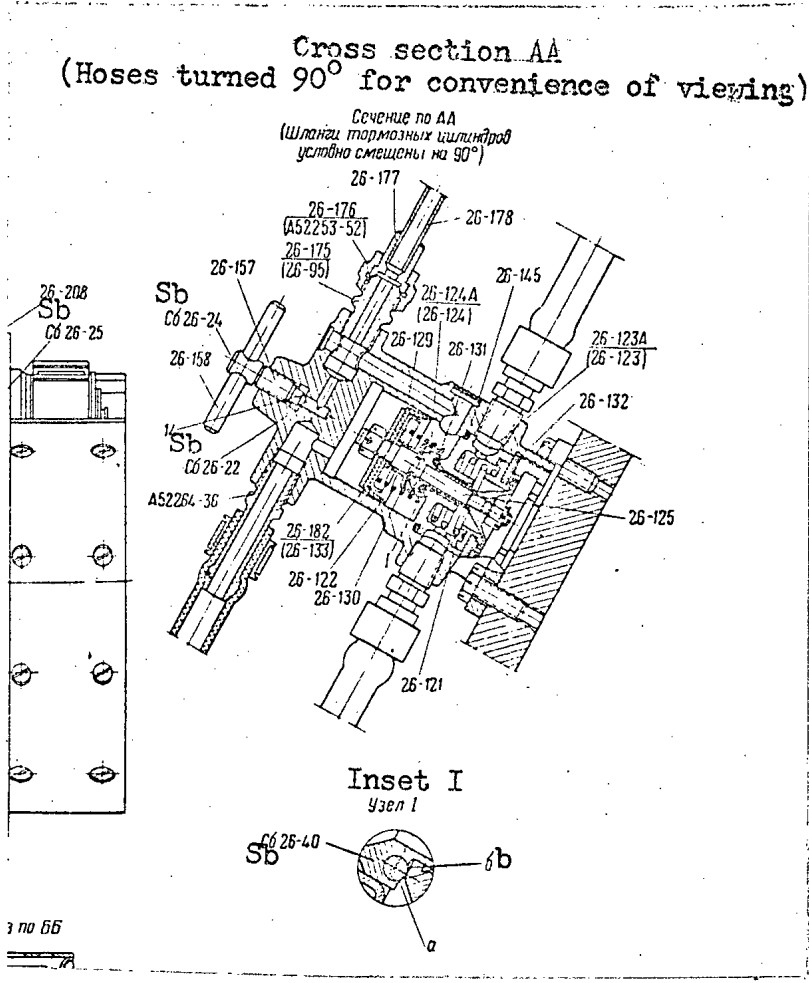 Cross section AA
(Hoses turned 90° for convenience of viewing)
Сечение по АА
(Шланги тормозных цилиндров
условно смещены на 90°)
26-177
26-176
(А52253-52)
26-178
26-175
(26-95)
26-157
26-124А
(26-124)
26-145
26-208
Sb
Сб 26-25
Sb
Сб 26-24
26-129
26-131
26-123А
(26-123)
26-158
26-132
14
Sb
Сб 26-22
А52264-36
26-182
(26-133)
26-125
26-122
I
26-130
26-121
Inset I
Узел I
Сб 26-40
Sb
б b
а
по ББ